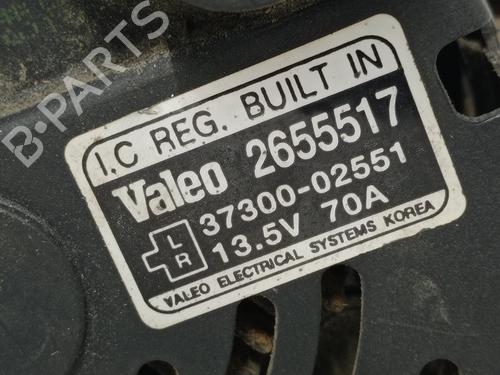 B-PARTS
I.C REG. BUILT IN
Valeo 2655517
37300-02551
L
R
13.5V 70A
VALEO ELECTRICAL SYSTEMS KOREA